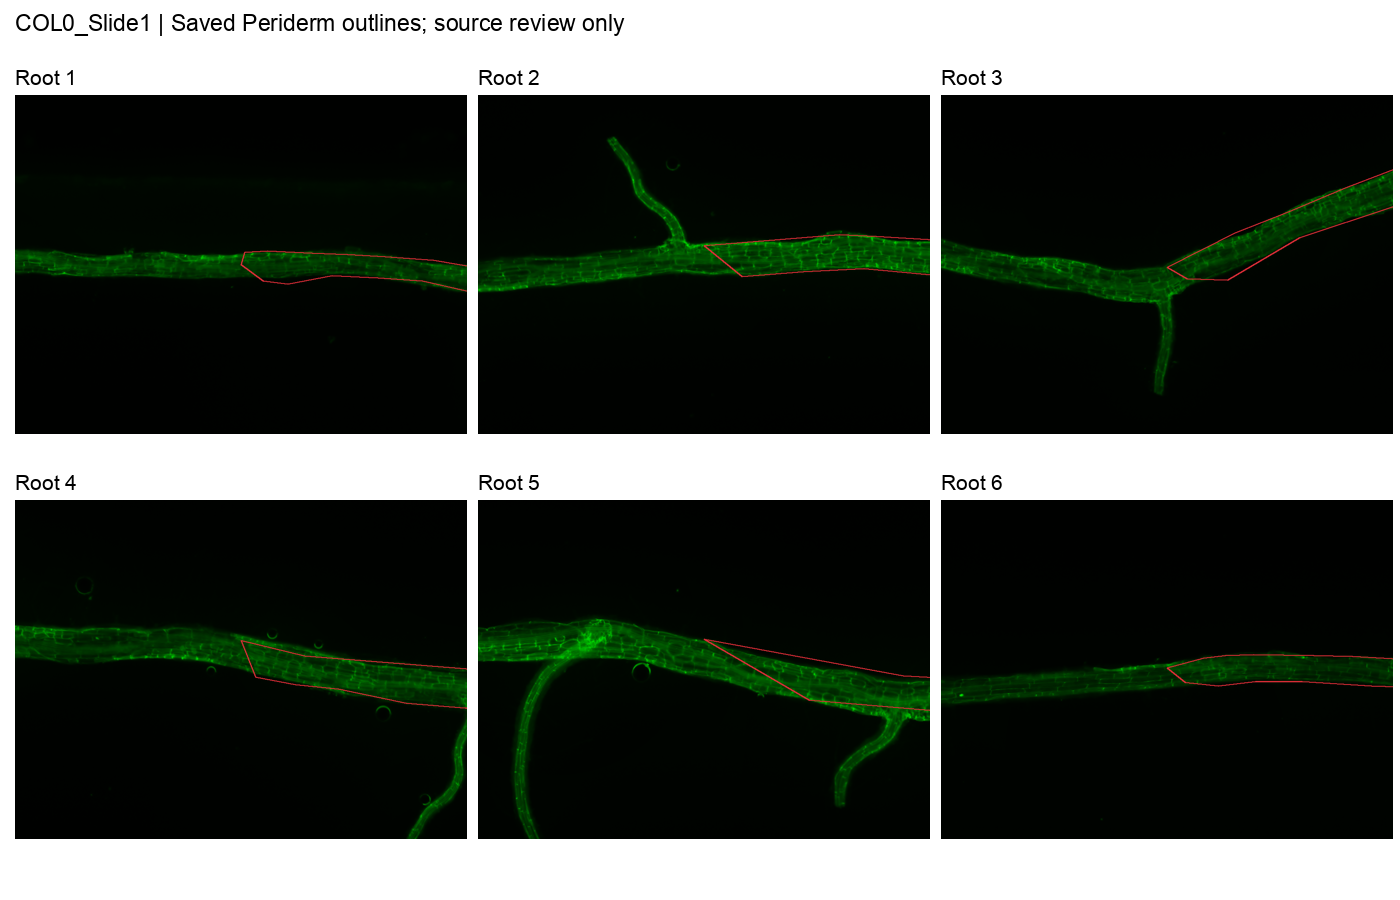 COL0_Slide1 | Saved Periderm outlines; source review only
Root 1
Root 2
Root 3
Root 4
Root 5
Root 6